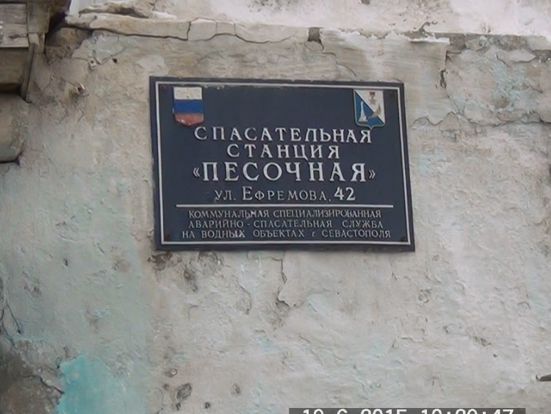 СПАСАТЕЛЬНАЯ
СТАНЦИЯ
«ПЕСОЧНАЯ»
УЛ. ЕФРЕМОВА, 42
КОММУНАЛЬНАЯ СПЕЦИАЛИЗИРОВАННАЯ
АВАРИЙНО-СПАСАТЕЛЬНАЯ СЛУЖБА
НА ВОДНЫХ ОБЪЕКТАХ г. СЕВАСТОПОЛЯ